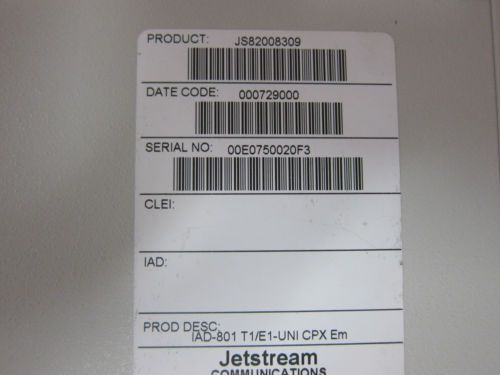 PRODUCT: JS82008309
DATE CODE: 000729000
SERIAL NO: 00E0750020F3
CLEI:
IAD:
PROD DESC:
IAD-801 T1/E1-UNI CPX Em
Jetstream
COMMUNICATIONS